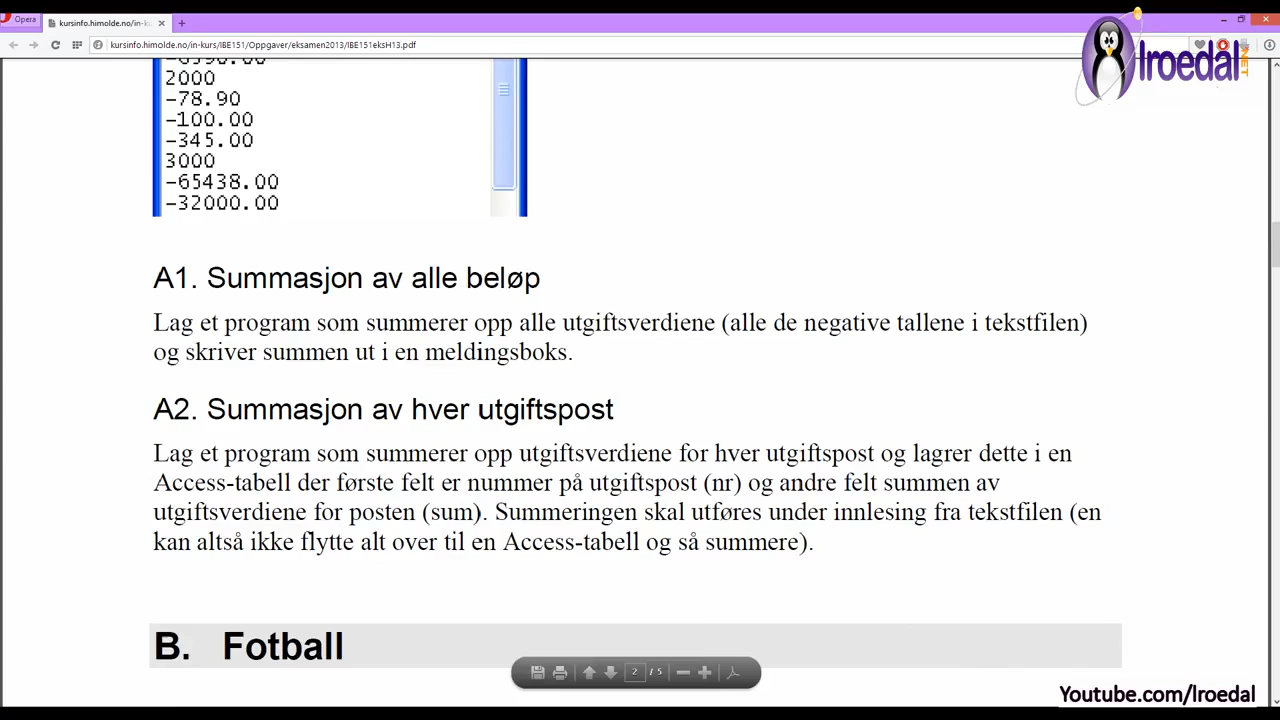 Opera
kursinfo.himolde.no/in-ku
kursinfo.himolde.no/in-kurs/IBE151/Oppgaver/eksamen2013/IBE151eksH13.pdf
lroedal
.NET
2000
-78.90
-100.00
-345.00
3000
-65438.00
-32000.00
A1. Summasjon av alle beløp
Lag et program som summerer opp alle utgiftsverdiene (alle de negative tallene i tekstfilen)
og skriver summen ut i en meldingsboks.
A2. Summasjon av hver utgiftspost
Lag et program som summerer opp utgiftsverdiene for hver utgiftspost og lagrer dette i en
Access-tabell der første felt er nummer på utgiftspost (nr) og andre felt summen av
utgiftsverdiene for posten (sum). Summeringen skal utføres under innlesing fra tekstfilen (en
kan altså ikke flytte alt over til en Access-tabell og så summere).
B. Fotball
2 / 5
Youtube.com/lroedal